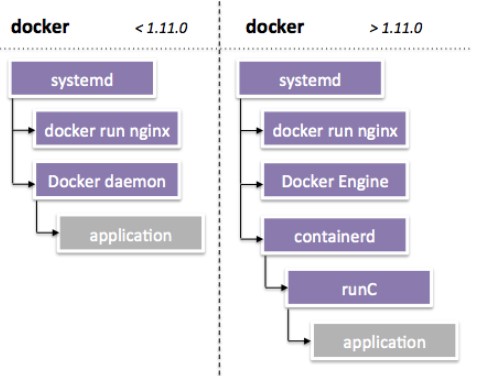 docker < 1.11.0
systemd
docker run nginx
Docker daemon
application
docker > 1.11.0
systemd
docker run nginx
Docker Engine
containerd
runC
application